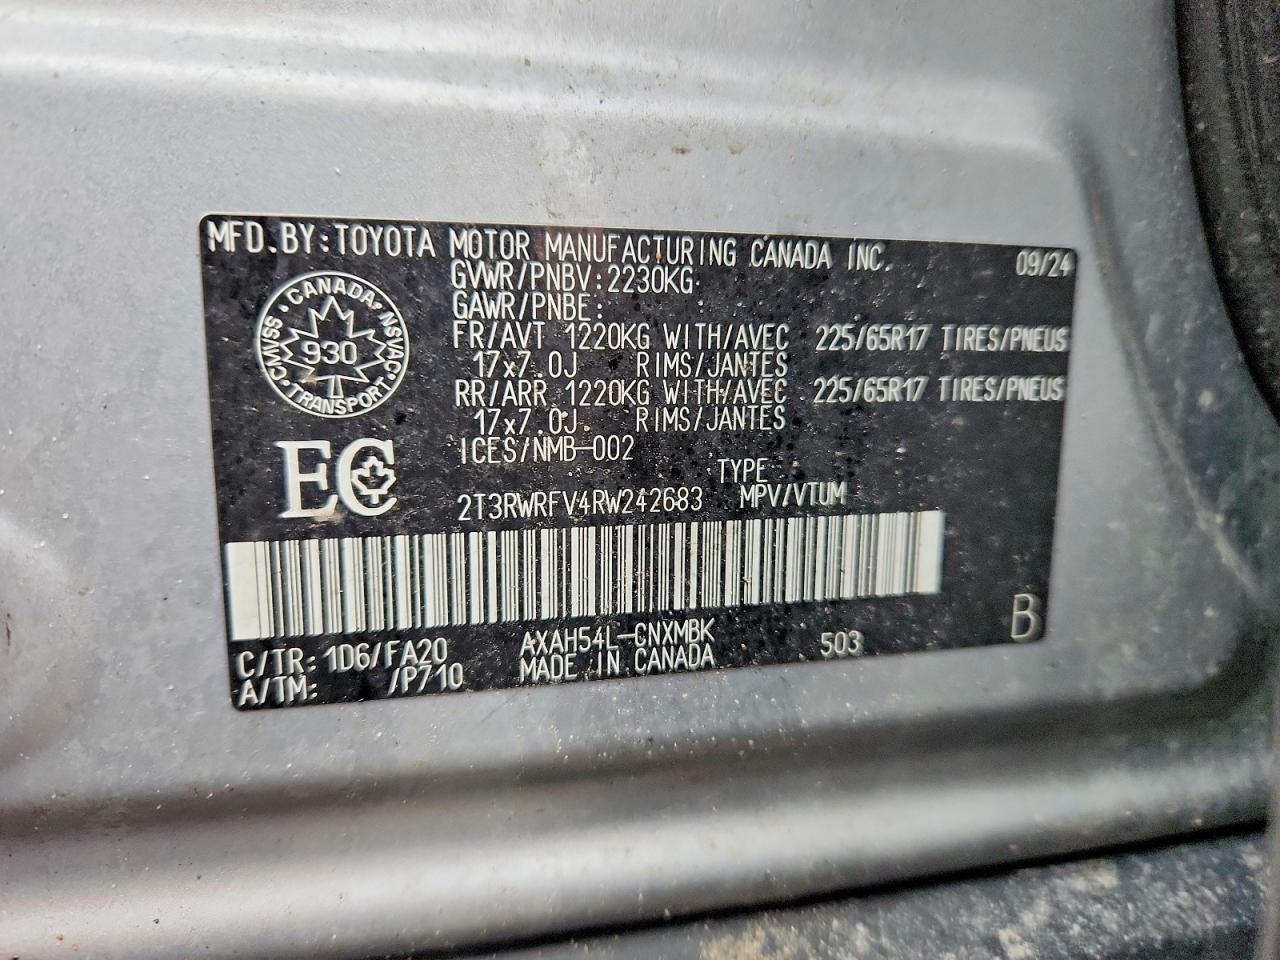 MFD.BY:TOYOTA MOTOR MANUFACTURING CANADA INC. 09/24
GVWR/PNBV:2230KG
GAWR/PNBE:
FR/AVT 1220KG WITH/AVEC 225/65R17 TIRES/PNEUS
17x7.0J RIMS/JANTES
RR/ARR 1220KG WITH/AVEC 225/65R17 TIRES/PNEUS
17x7.0J RIMS/JANTES
ICES/NMB-002
CANADA
CMVSS NSVAC
930
TRANSPORT
EC
TYPE
2T3RWRFV4RW242683 MPV/VTUM
C/TR: 1D6/FA20 AXAH54L-CNXMBK 503 B
A/TM: /P710 MADE IN CANADA